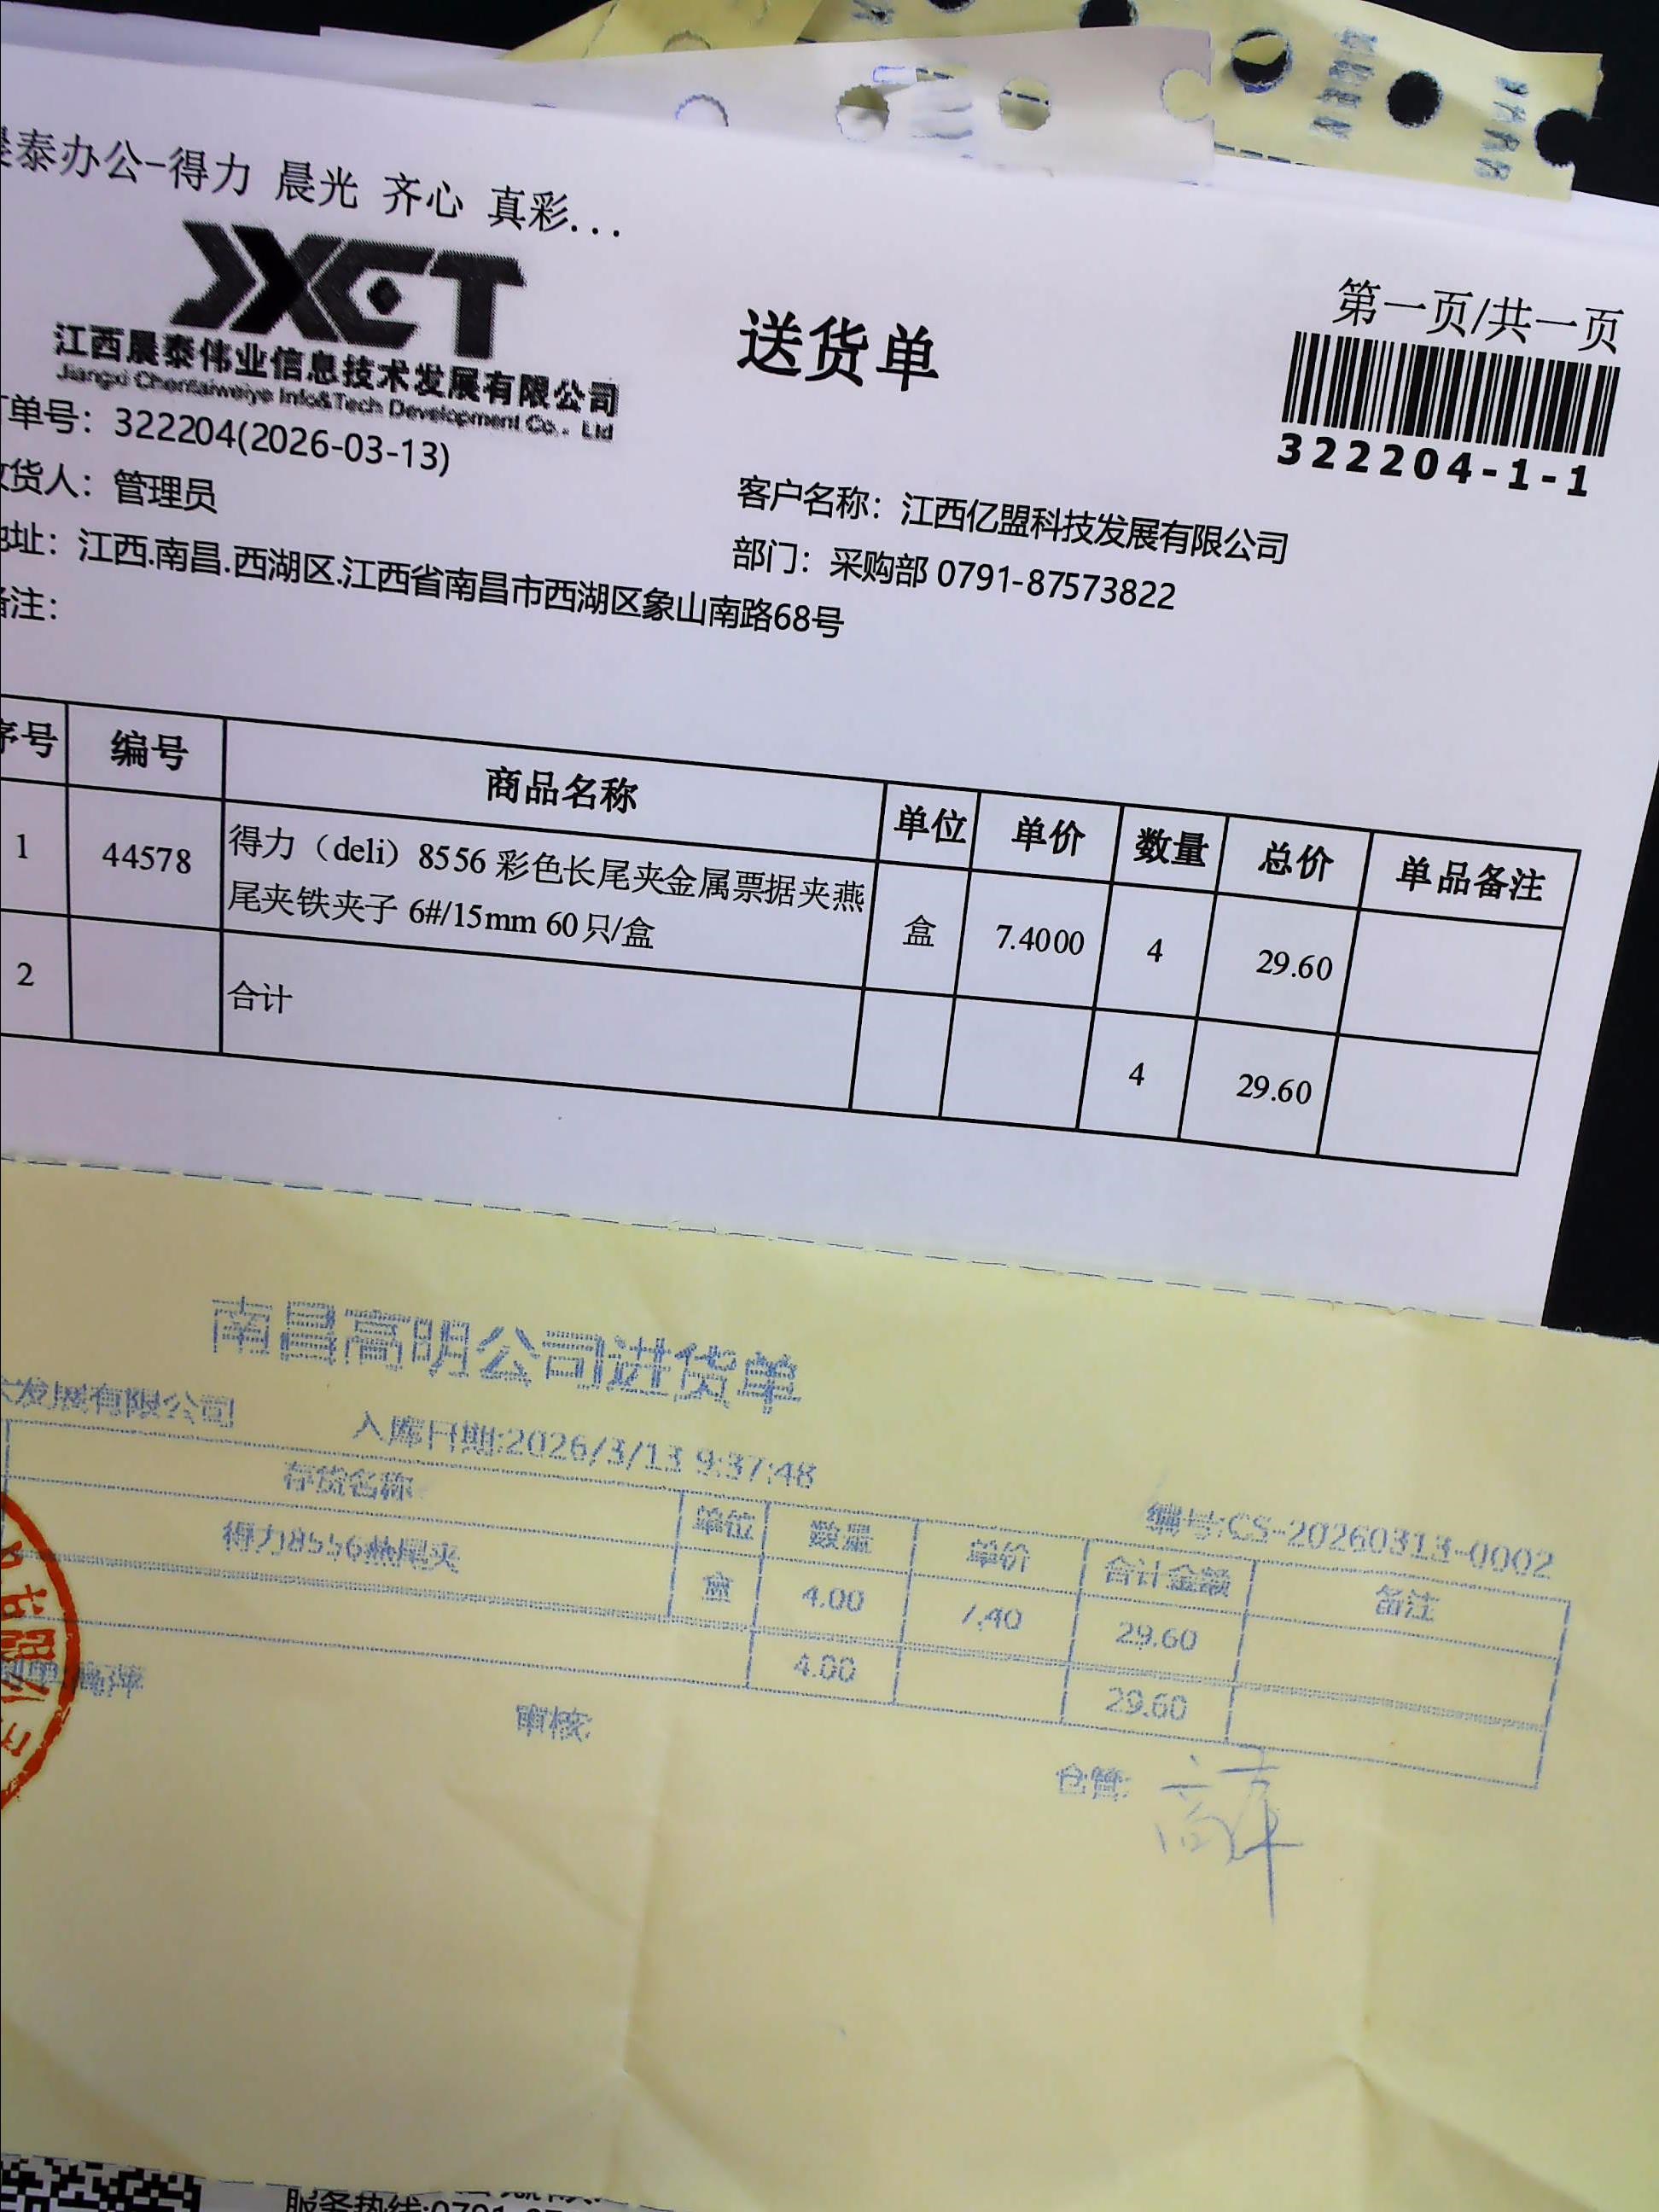 泰办公-得力 晨光 齐心 真彩...
JXCT
江西晨泰伟业信息技术发展有限公司
Jiangxi Chentaiweiye Info&Tech Development Co., Ltd
送货单
第一页/共一页
322204-1-1
单号：322204(2026-03-13)
货人：管理员
客户名称：江西亿盟科技发展有限公司
址：江西.南昌.西湖区.江西省南昌市西湖区象山南路68号
部门：采购部 0791-87573822
注：
序号 编号 商品名称 单位 单价 数量 总价 单品备注
1 44578 得力（deli）8556 彩色长尾夹金属票据夹燕
尾夹铁夹子 6#/15mm 60只/盒 盒 7.4000 4 29.60
2 合计 4 29.60
南昌高明公司进货单
发展有限公司 入库日期:2026/3/13 9:37:48 编号:CS-20260313-0002
存货名称 单位 数量 单价 合计金额 备注
得力8556燕尾夹 盒 4.00 7.40 29.60
4.00 29.60
审核:
仓管:
服务热线:0791-